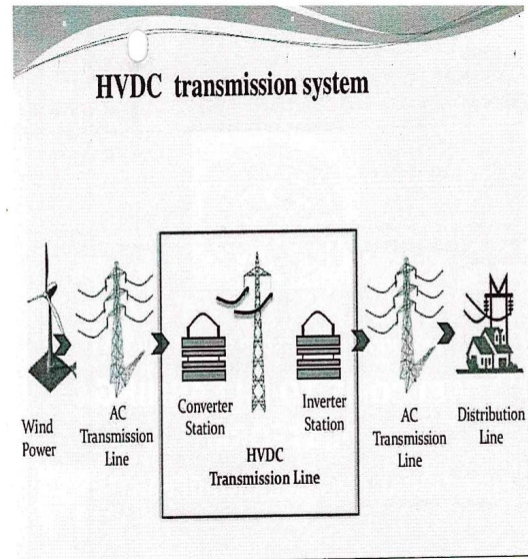 HVDC transmission system
Wind
Power
AC
Transmission
Line
Converter
Station
HVDC
Transmission Line
Inverter
Station
AC
Transmission
Line
Distribution
Line